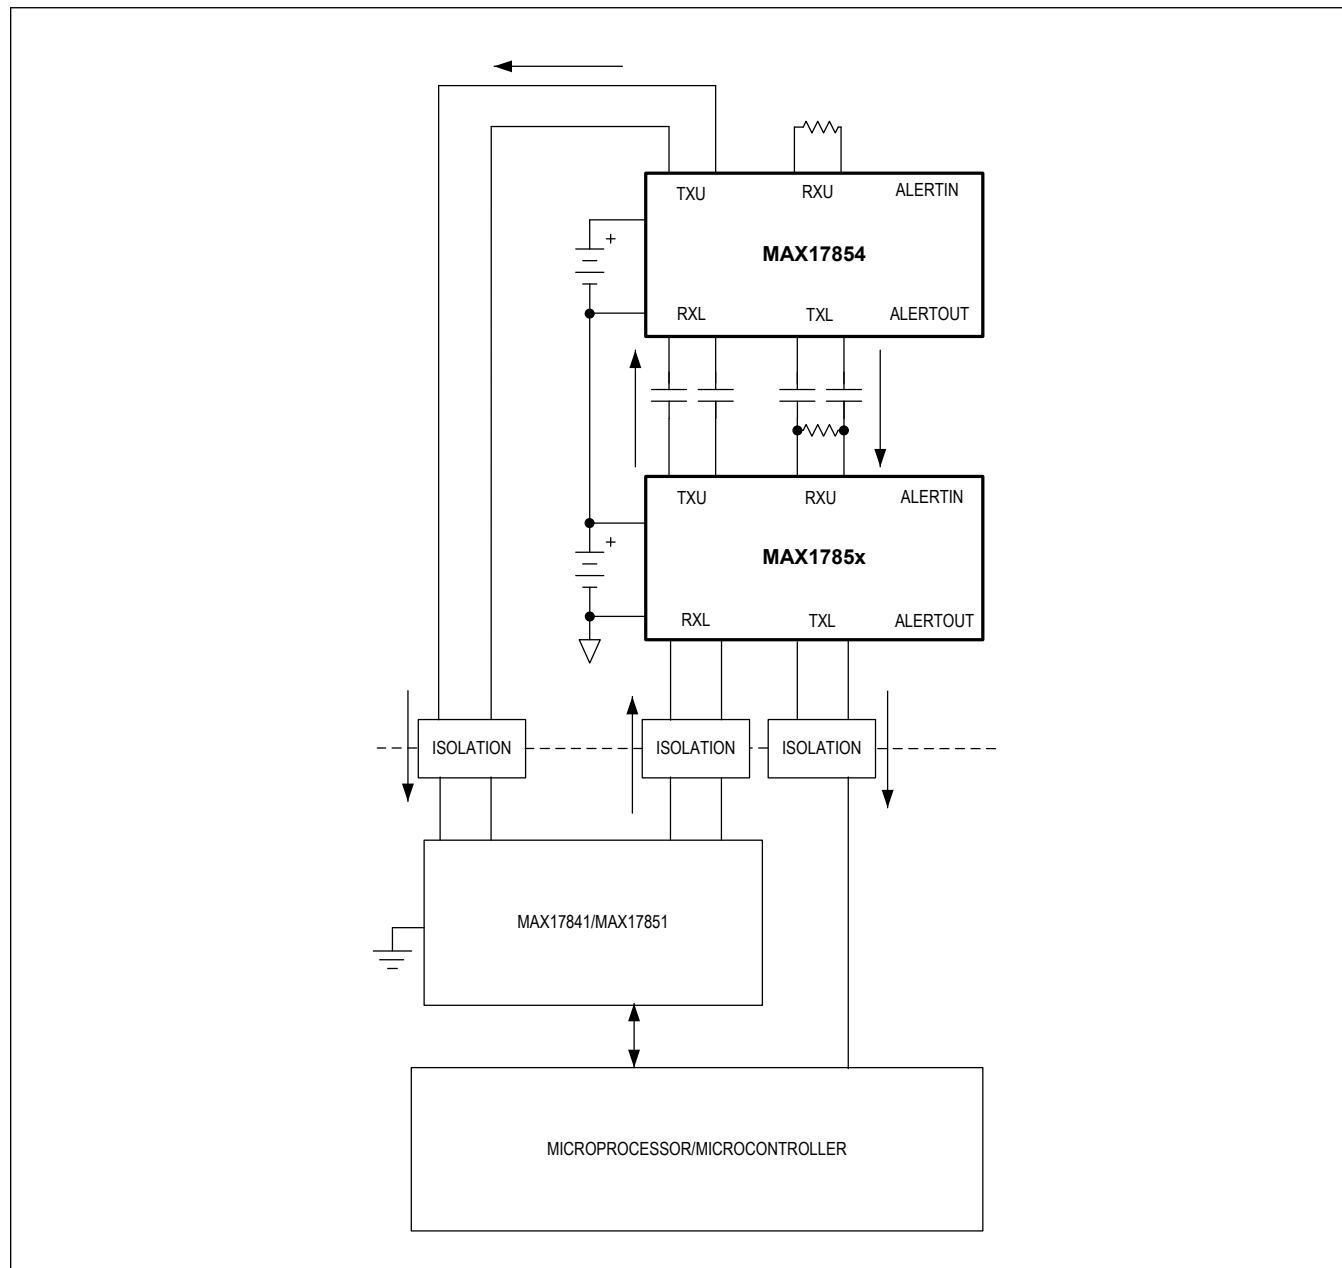 TXU RXU ALERTIN
MAX17854
+
RXL TXL ALERTOUT
TXU RXU ALERTIN
+
MAX1785x
RXL TXL ALERTOUT
ISOLATION ISOLATION ISOLATION
MAX17841/MAX17851
MICROPROCESSOR/MICROCONTROLLER